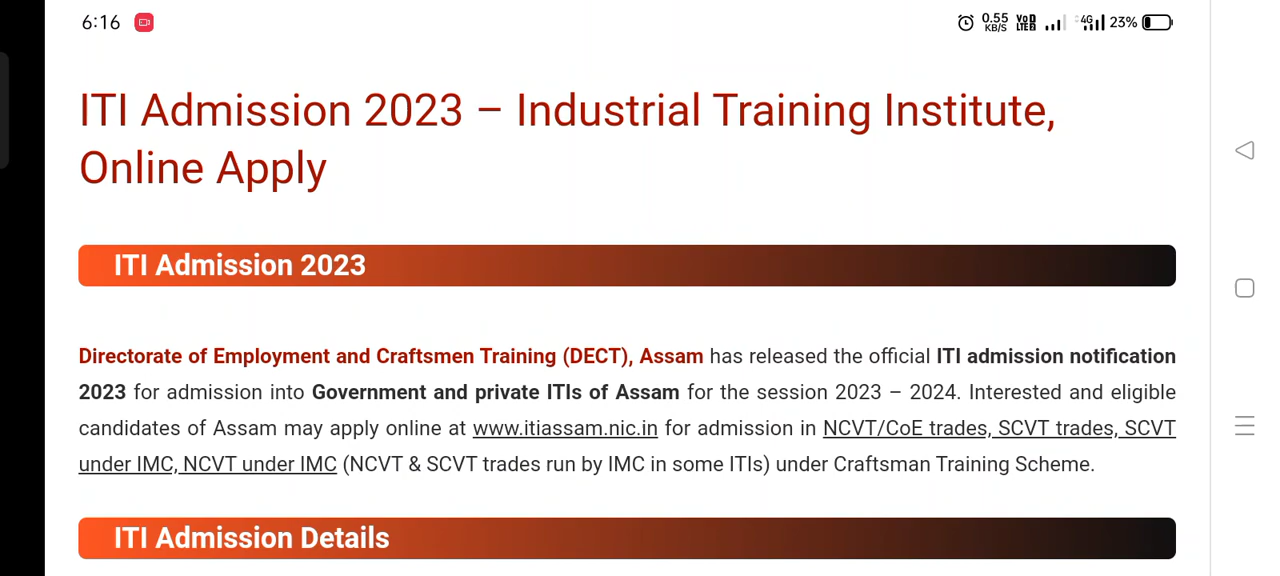 6:16
0.55 KB/S VoD LTE2 4G 23%
ITI Admission 2023 – Industrial Training Institute,
Online Apply
ITI Admission 2023
Directorate of Employment and Craftsmen Training (DECT), Assam has released the official ITI admission notification
2023 for admission into Government and private ITIs of Assam for the session 2023 – 2024. Interested and eligible
candidates of Assam may apply online at www.itiassam.nic.in for admission in NCVT/CoE trades, SCVT trades, SCVT
under IMC, NCVT under IMC (NCVT & SCVT trades run by IMC in some ITIs) under Craftsman Training Scheme.
ITI Admission Details